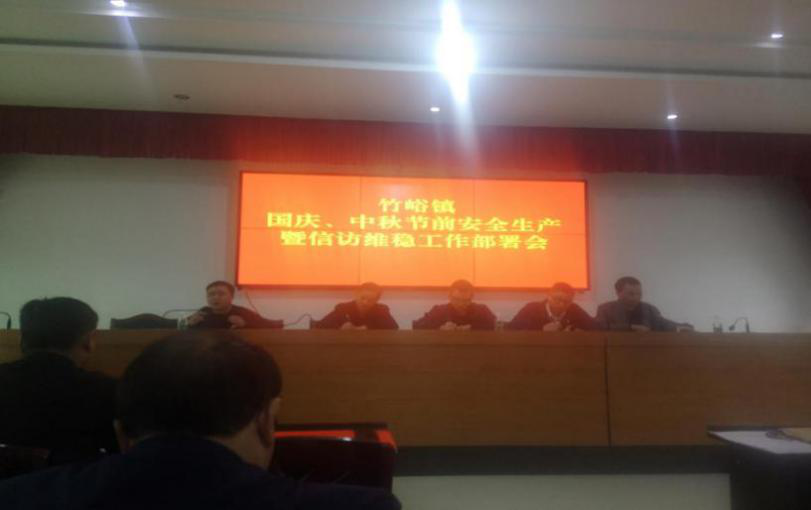 竹峪镇
国庆、中秋节前安全生产
暨信访维稳工作部署会